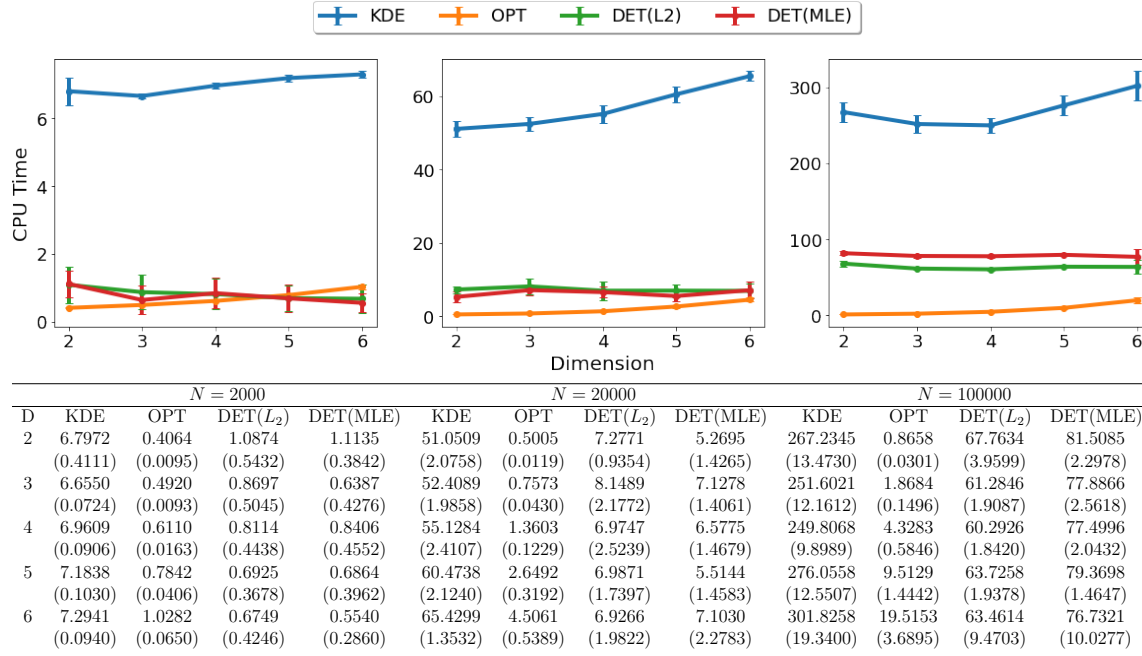 KDE OPT DET(L2) DET(MLE)
CPU Time
6
4
2
0
2 3 4 5 6
60
40
20
0
2 3 4 5 6
300
200
100
0
2 3 4 5 6
Dimension
N = 2000 N = 20000 N = 100000
D KDE OPT DET(L₂) DET(MLE) KDE OPT DET(L₂) DET(MLE) KDE OPT DET(L₂) DET(MLE)
2 6.7972 0.4064 1.0874 1.1135 51.0509 0.5005 7.2771 5.2695 267.2345 0.8658 67.7634 81.5085
(0.4111) (0.0095) (0.5432) (0.3842) (2.0758) (0.0119) (0.9354) (1.4265) (13.4730) (0.0301) (3.9599) (2.2978)
3 6.6550 0.4920 0.8697 0.6387 52.4089 0.7573 8.1489 7.1278 251.6021 1.8684 61.2846 77.8866
(0.0724) (0.0093) (0.5045) (0.4276) (1.9858) (0.0430) (2.1772) (1.4061) (12.1612) (0.1496) (1.9087) (2.5618)
4 6.9609 0.6110 0.8114 0.8406 55.1284 1.3603 6.9747 6.5775 249.8068 4.3283 60.2926 77.4996
(0.0906) (0.0163) (0.4438) (0.4552) (2.4107) (0.1229) (2.5239) (1.4679) (9.8989) (0.5846) (1.8420) (2.0432)
5 7.1838 0.7842 0.6925 0.6864 60.4738 2.6492 6.9871 5.5144 276.0558 9.5129 63.7258 79.3698
(0.1030) (0.0406) (0.3678) (0.3962) (2.1240) (0.3192) (1.7397) (1.4583) (12.5507) (1.4442) (1.9378) (1.4647)
6 7.2941 1.0282 0.6749 0.5540 65.4299 4.5061 6.9266 7.1030 301.8258 19.5153 63.4614 76.7321
(0.0940) (0.0650) (0.4246) (0.2860) (1.3532) (0.5389) (1.9822) (2.2783) (19.3400) (3.6895) (9.4703) (10.0277)